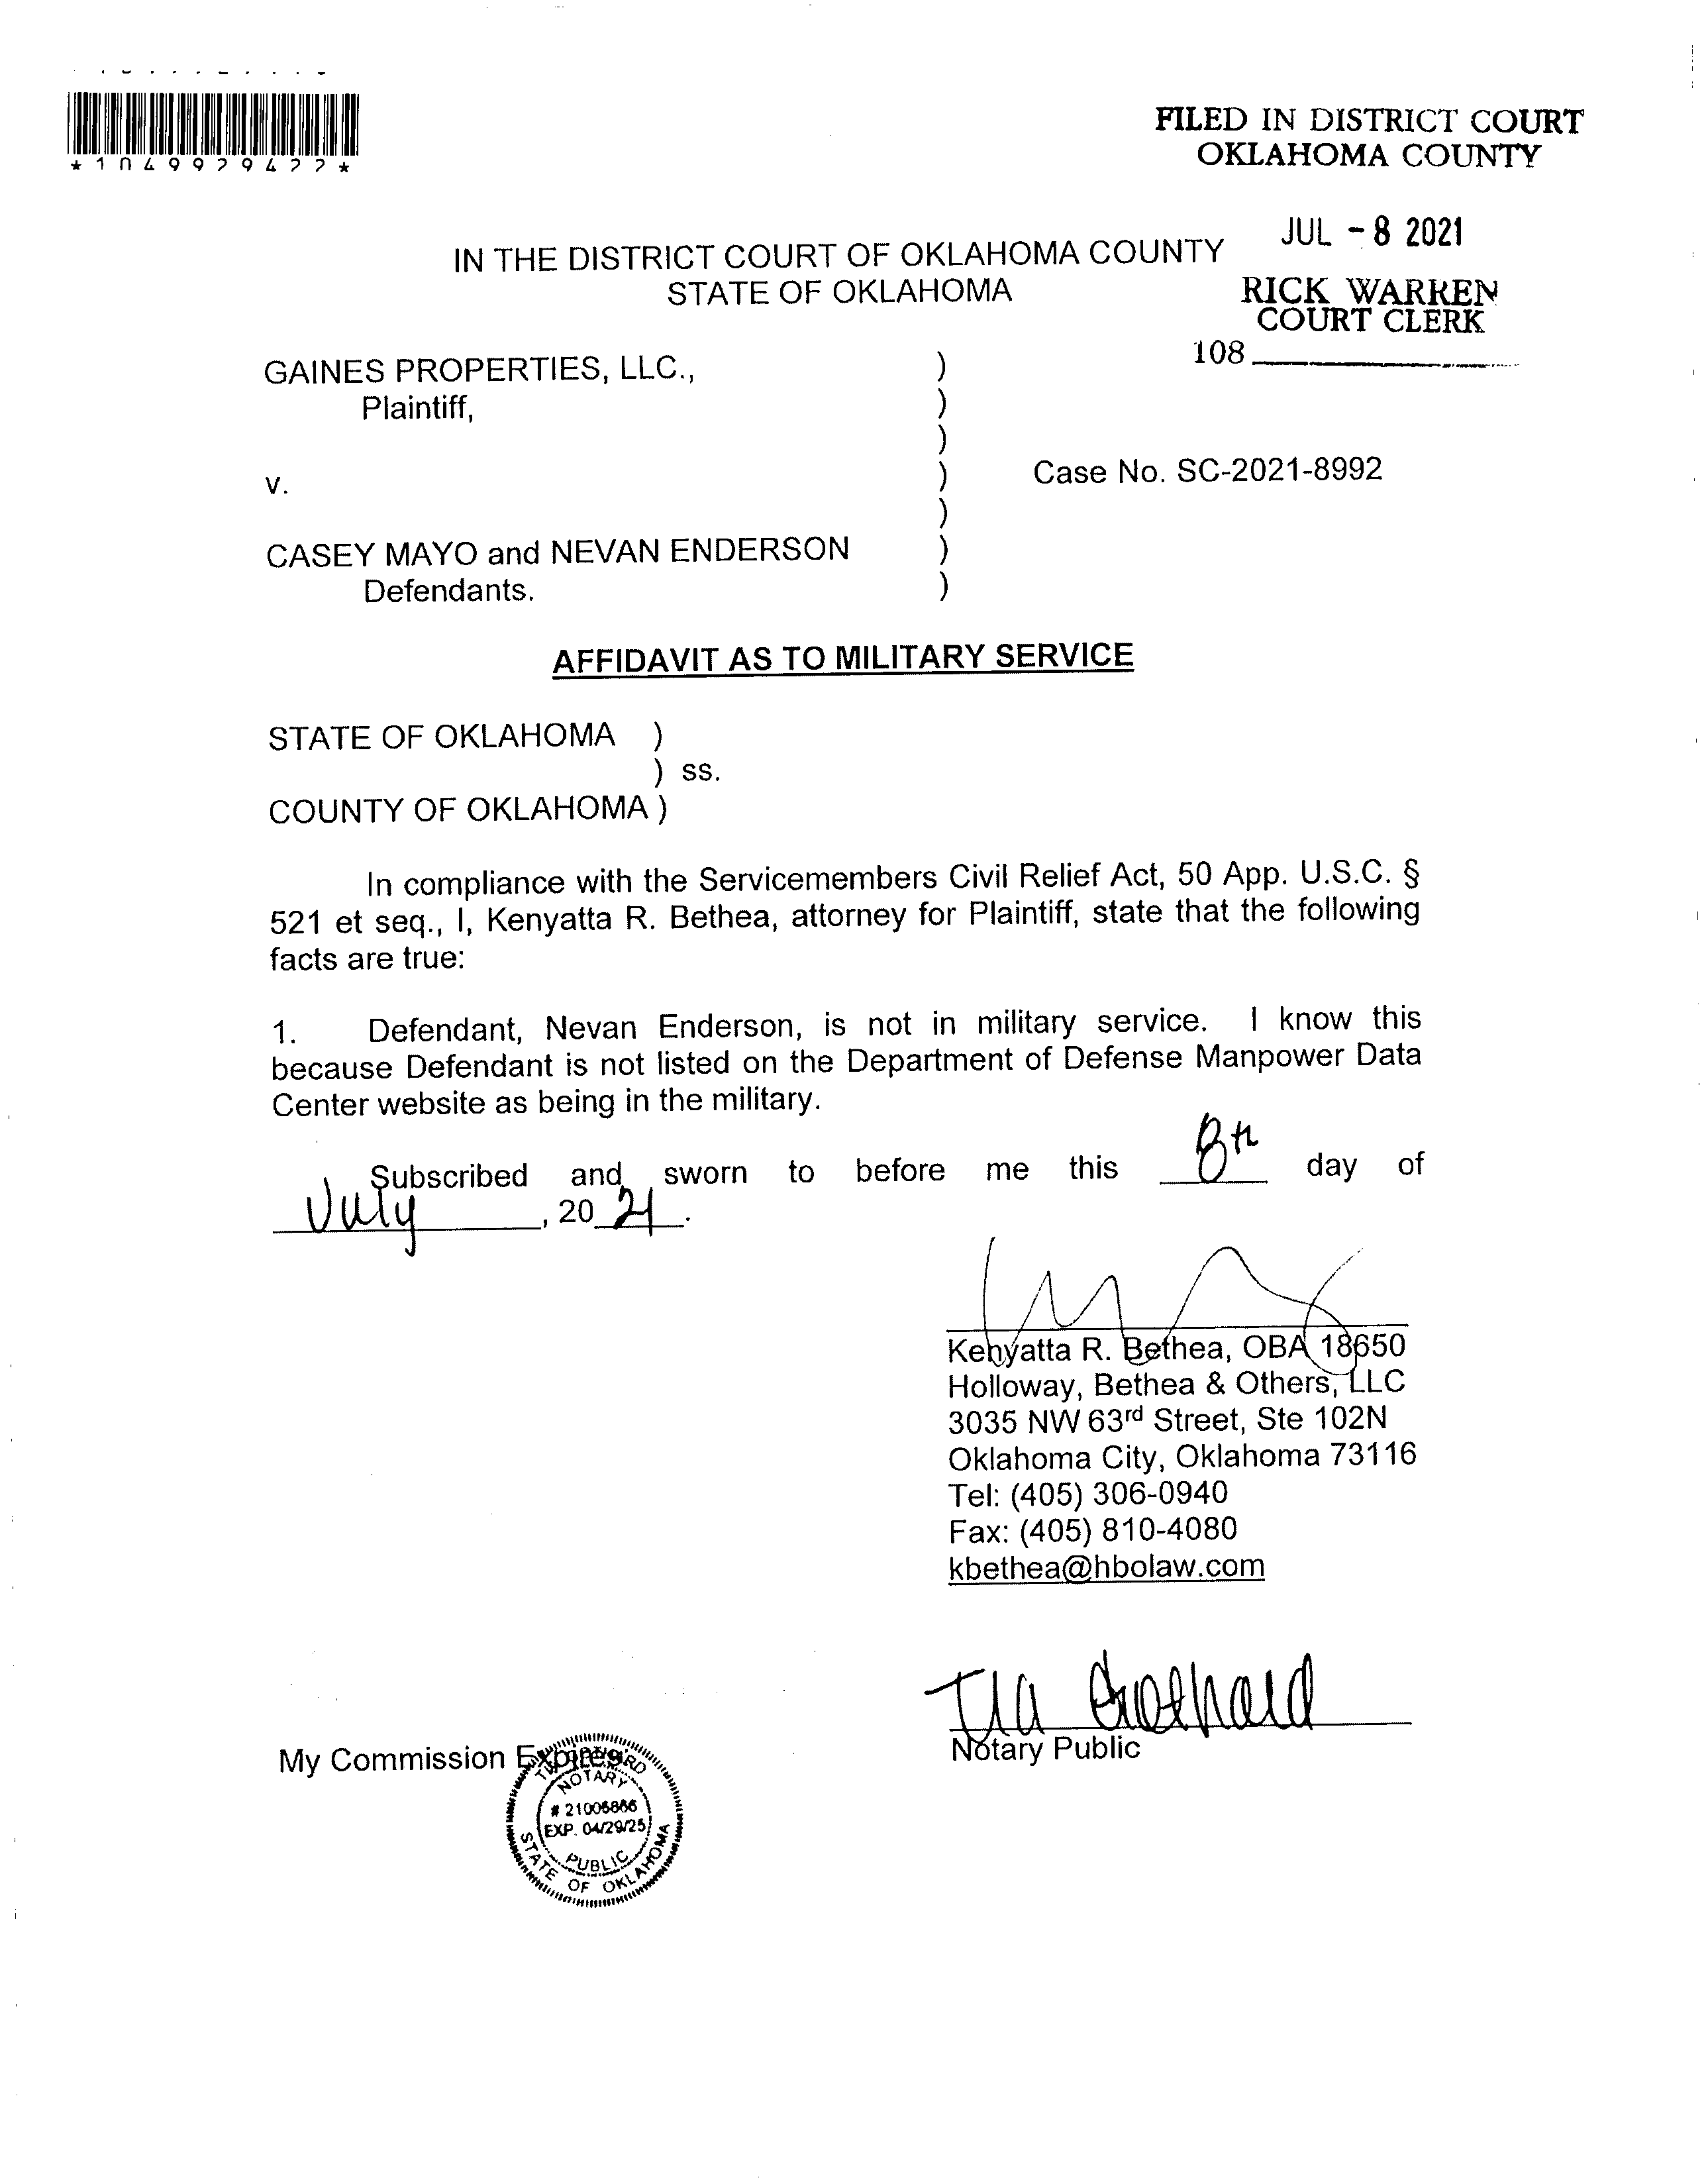 FILED IN DISTRICT COURT
OKLAHOMA COUNTY
JUL - 8 2021
RICK WARREN
COURT CLERK
108
IN THE DISTRICT COURT OF OKLAHOMA COUNTY
STATE OF OKLAHOMA
GAINES PROPERTIES, LLC., )
Plaintiff, )
)
v. ) Case No. SC-2021-8992
)
CASEY MAYO and NEVAN ENDERSON )
Defendants. )
AFFIDAVIT AS TO MILITARY SERVICE
STATE OF OKLAHOMA )
) ss.
COUNTY OF OKLAHOMA )
In compliance with the Servicemembers Civil Relief Act, 50 App. U.S.C. §
521 et seq., I, Kenyatta R. Bethea, attorney for Plaintiff, state that the following
facts are true:
1. Defendant, Nevan Enderson, is not in military service. I know this
because Defendant is not listed on the Department of Defense Manpower Data
Center website as being in the military.
Subscribed and sworn to before me this 8th day of
July, 2021.
Kenyatta R. Bethea, OBA 18650
Holloway, Bethea & Others, LLC
3035 NW 63rd Street, Ste 102N
Oklahoma City, Oklahoma 73116
Tel: (405) 306-0940
Fax: (405) 810-4080
kbethea@hbolaw.com
Tia Gothard
Notary Public
My Commission Expires:
NOTARY
# 21005866
EXP. 04/29/25
PUBLIC
STATE OF OKLAHOMA